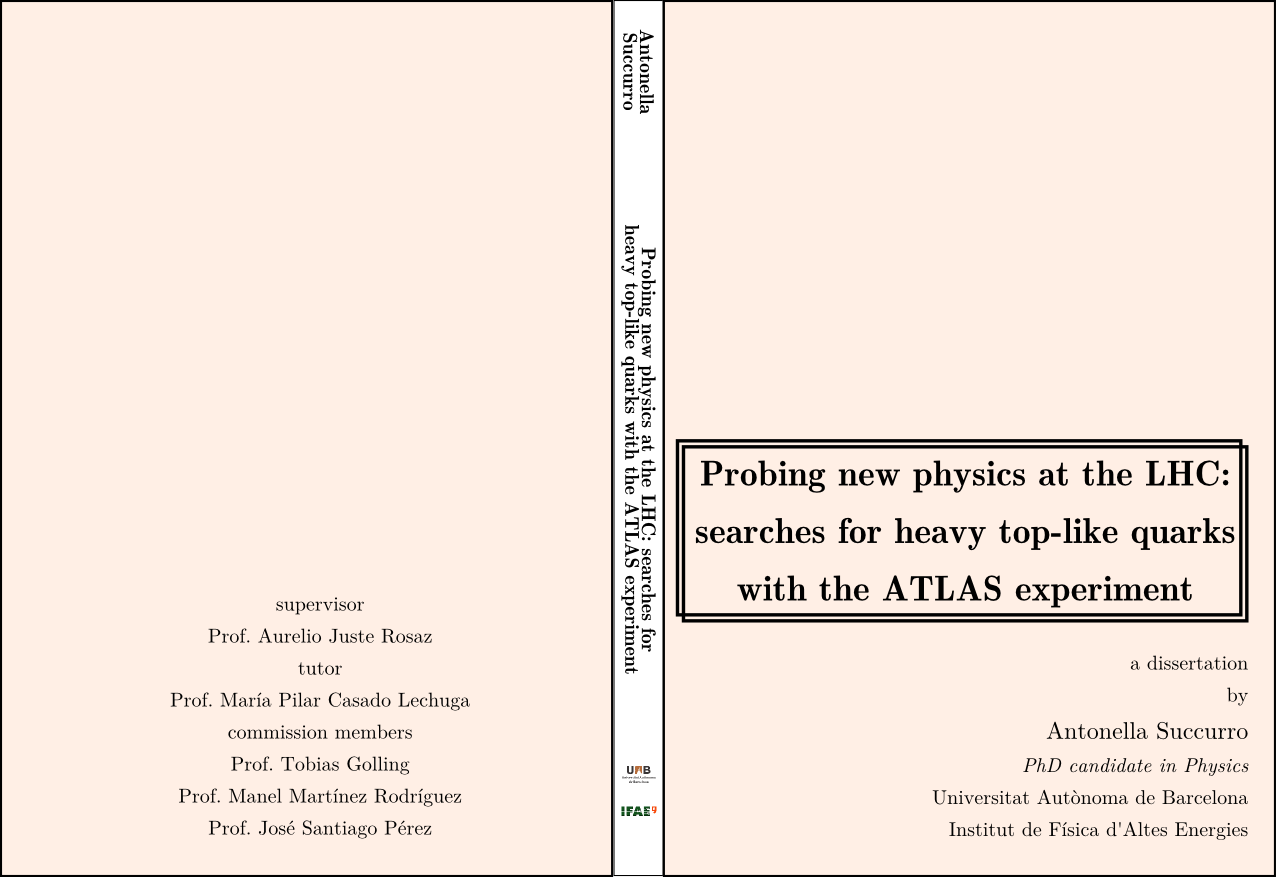 supervisor
Prof. Aurelio Juste Rosaz
tutor
Prof. María Pilar Casado Lechuga
commission members
Prof. Tobias Golling
Prof. Manel Martínez Rodríguez
Prof. José Santiago Pérez
Antonella
Succurro
Probing new physics at the LHC: searches for
heavy top-like quarks with the ATLAS experiment
UAB
Universitat Autònoma
de Barcelona
IFAE
Probing new physics at the LHC:
searches for heavy top-like quarks
with the ATLAS experiment
a dissertation
by
Antonella Succurro
PhD candidate in Physics
Universitat Autònoma de Barcelona
Institut de Física d'Altes Energies